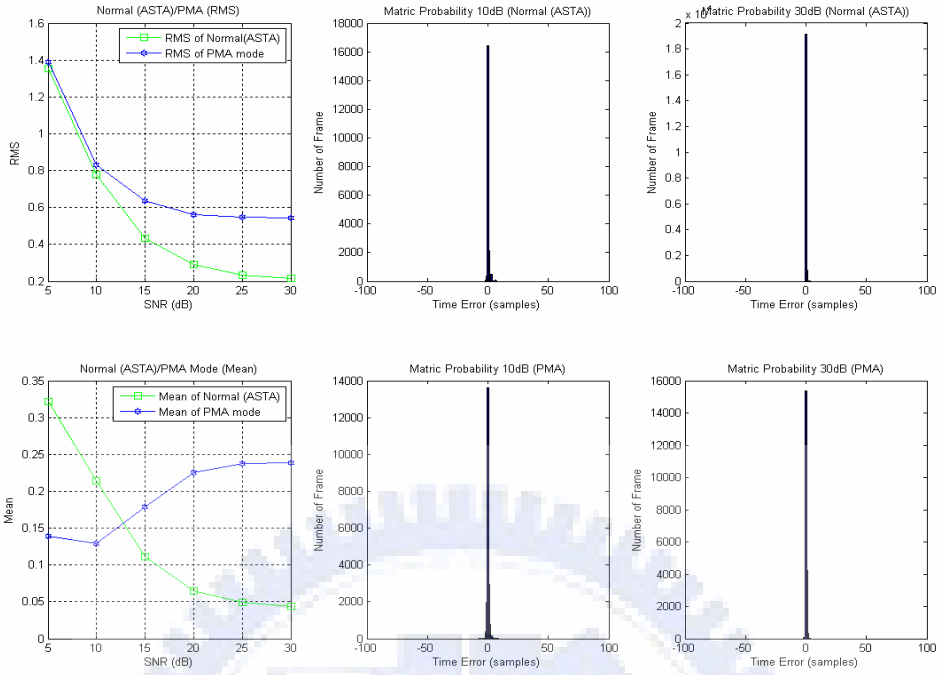 Normal (ASTA)/PMA (RMS)
RMS of Normal(ASTA)
RMS of PMA mode
1.6
1.4
1.2
1
0.8
0.6
0.4
0.2
RMS
5 10 15 20 25 30
SNR (dB)
Matric Probability 10dB (Normal (ASTA))
18000
16000
14000
12000
10000
8000
6000
4000
2000
0
Number of Frame
-100 -50 0 50 100
Time Error (samples)
Matric Probability 30dB (Normal (ASTA))
2
1.8
1.6
1.4
1.2
1
0.8
0.6
0.4
0.2
0
Number of Frame
-100 -50 0 50 100
Time Error (samples)
Normal (ASTA)/PMA Mode (Mean)
Mean of Normal (ASTA)
Mean of PMA mode
0.35
0.3
0.25
0.2
0.15
0.1
0.05
0
Mean
5 10 15 20 25 30
SNR (dB)
Matric Probability 10dB (PMA)
14000
12000
10000
8000
6000
4000
2000
0
Number of Frame
-100 -50 0 50 100
Time Error (samples)
Matric Probability 30dB (PMA)
16000
14000
12000
10000
8000
6000
4000
2000
0
Number of Frame
-100 -50 0 50 100
Time Error (samples)